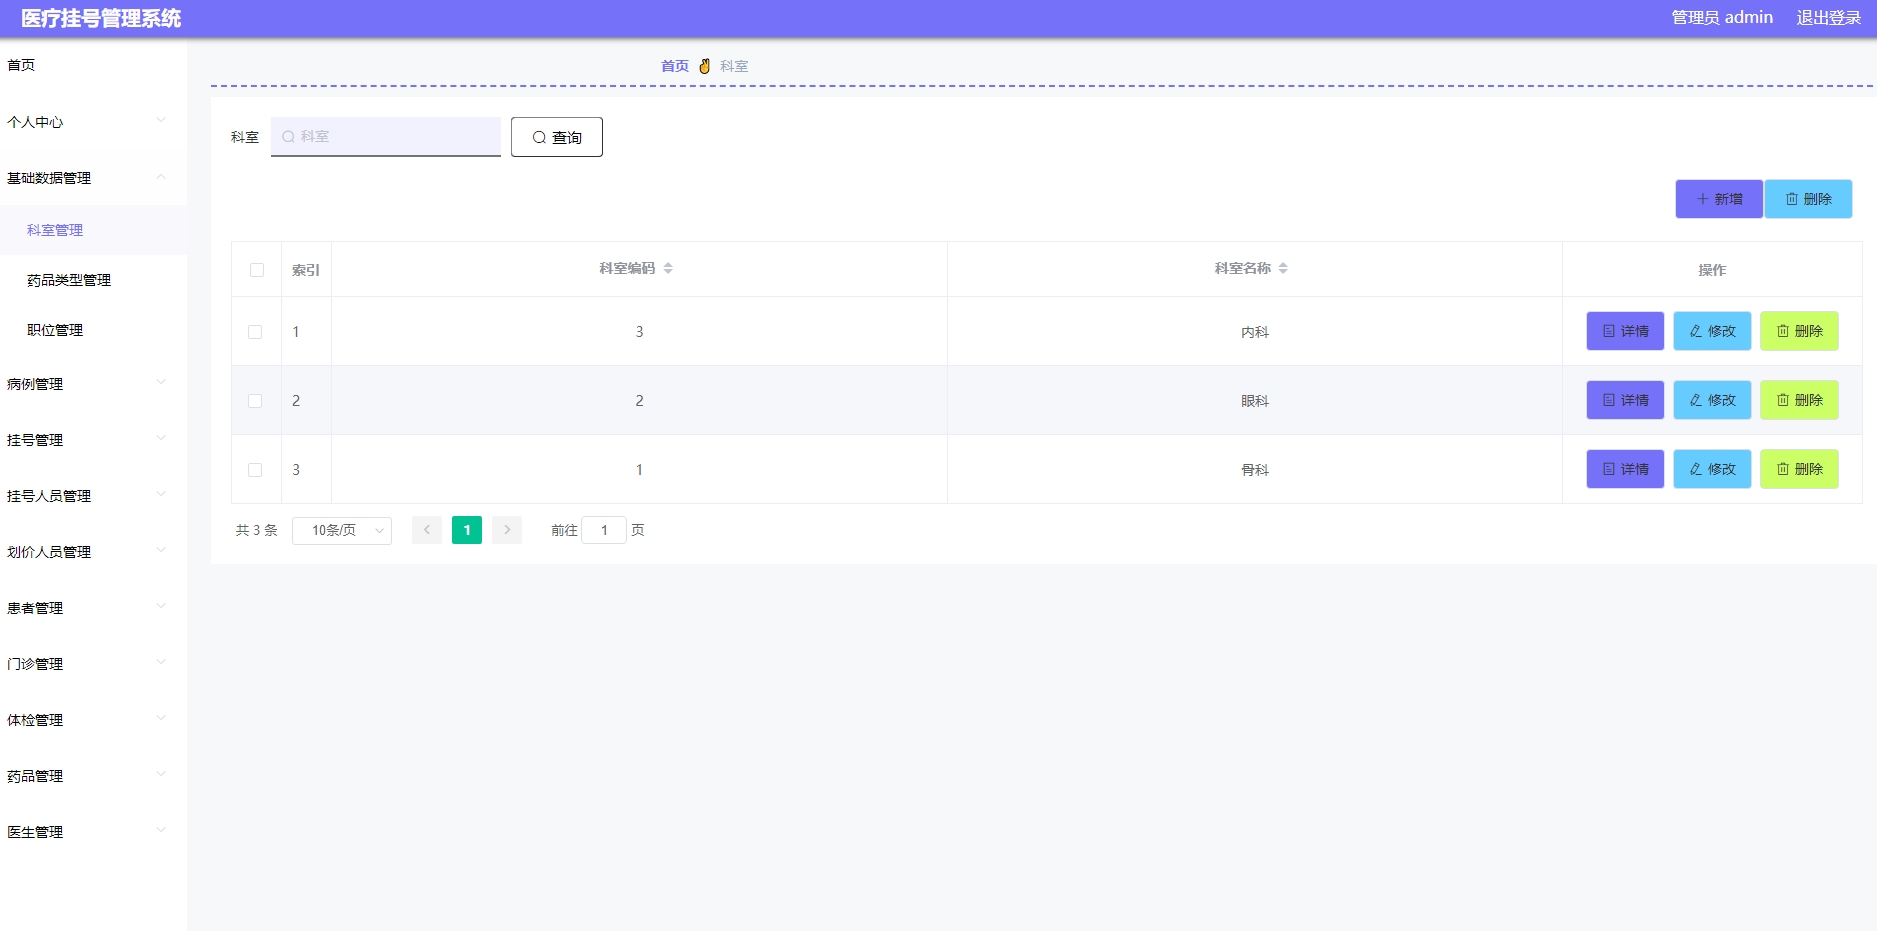 医疗挂号管理系统
管理员 admin 退出登录
首页
个人中心
基础数据管理
科室管理
药品类型管理
职位管理
病例管理
挂号管理
挂号人员管理
划价人员管理
患者管理
门诊管理
体检管理
药品管理
医生管理
首页 科室
科室 科室 查询
新增 删除
索引 科室编码 科室名称 操作
1 3 内科 详情 修改 删除
2 2 眼科 详情 修改 删除
3 1 骨科 详情 修改 删除
共 3 条 10条/页 1 前往 1 页